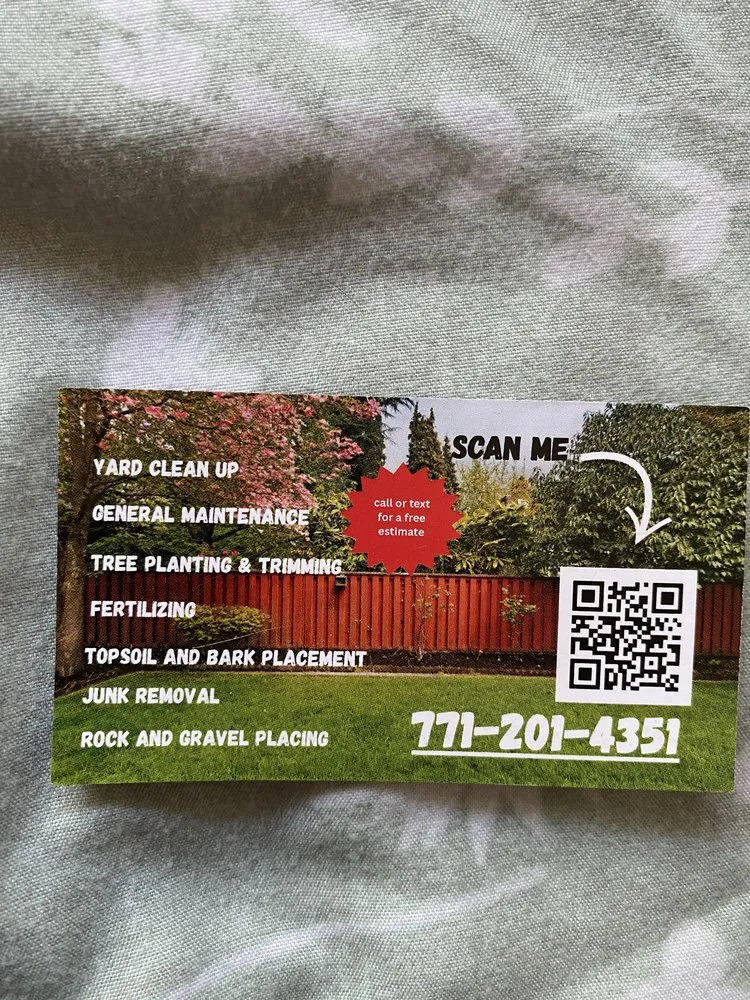 SCAN ME
YARD CLEAN UP
GENERAL MAINTENANCE
TREE PLANTING & TRIMMING
FERTILIZING
TOPSOIL AND BARK PLACEMENT
JUNK REMOVAL
ROCK AND GRAVEL PLACING
call or text
for a free
estimate
771-201-4351